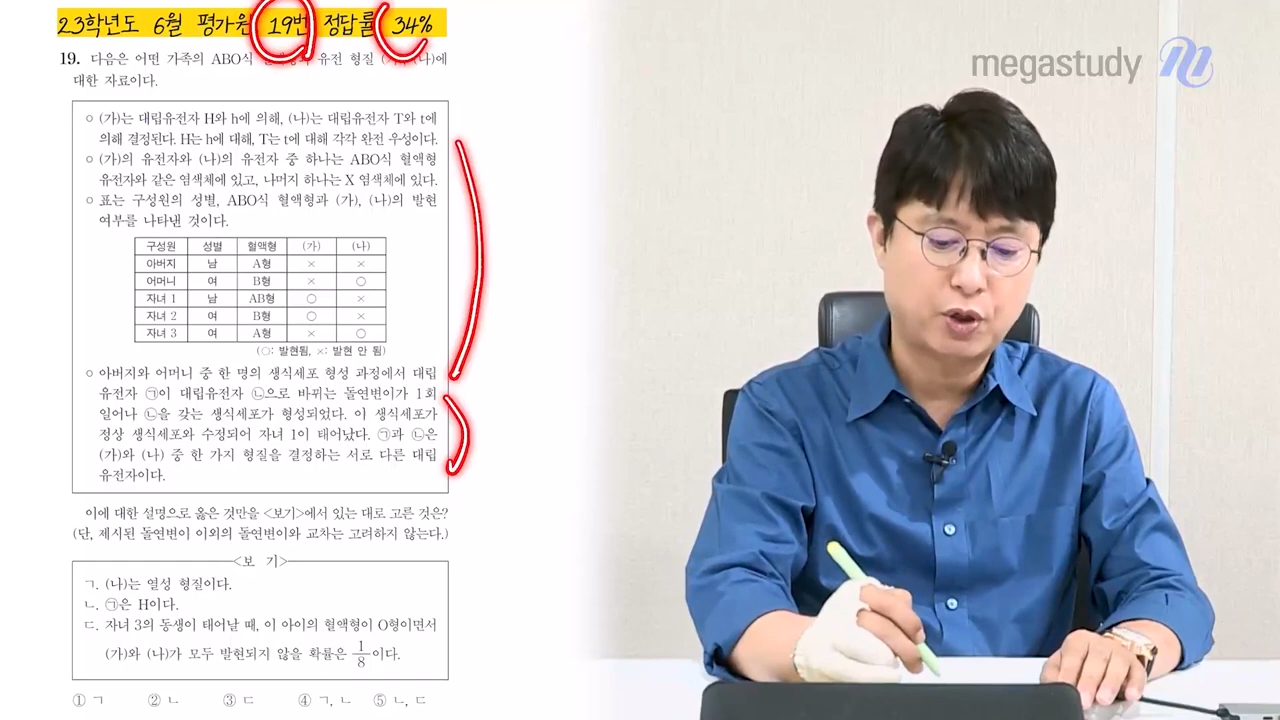 23학년도 6월 평가원 19번 정답률 34%
19. 다음은 어떤 가족의 ABO식 유전 형질 (나)에
대한 자료이다.
megastudy
○ (가)는 대립유전자 H와 h에 의해, (나)는 대립유전자 T와 t에
의해 결정된다. H는 h에 대해, T는 t에 대해 각각 완전 우성이다.
○ (가)의 유전자와 (나)의 유전자 중 하나는 ABO식 혈액형
유전자와 같은 염색체에 있고, 나머지 하나는 X 염색체에 있다.
○ 표는 구성원의 성별, ABO식 혈액형과 (가), (나)의 발현
여부를 나타낸 것이다.
구성원 성별 혈액형 (가) (나)
아버지 남 A형 × ×
어머니 여 B형 × ○
자녀 1 남 AB형 ○ ×
자녀 2 여 B형 ○ ×
자녀 3 여 A형 × ○
(○: 발현됨, ×: 발현 안 됨)
○ 아버지와 어머니 중 한 명의 생식세포 형성 과정에서 대립
유전자 ㉠이 대립유전자 ㉡으로 바뀌는 돌연변이가 1회
일어나 ㉡을 갖는 생식세포가 형성되었다. 이 생식세포가
정상 생식세포와 수정되어 자녀 1이 태어났다. ㉠과 ㉡은
(가)와 (나) 중 한 가지 형질을 결정하는 서로 다른 대립
유전자이다.
이에 대한 설명으로 옳은 것만을 <보기>에서 있는 대로 고른 것은?
(단, 제시된 돌연변이 이외의 돌연변이와 교차는 고려하지 않는다.)
<보 기>
ㄱ. (나)는 열성 형질이다.
ㄴ. ㉠은 H이다.
ㄷ. 자녀 3의 동생이 태어날 때, 이 아이의 혈액형이 O형이면서
(가)와 (나)가 모두 발현되지 않을 확률은 1/8이다.
① ㄱ ② ㄴ ③ ㄷ ④ ㄱ, ㄴ ⑤ ㄴ, ㄷ